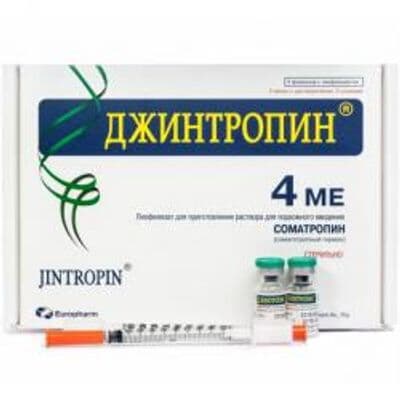 ДЖИНТРОПИН®
4 МЕ
Лиофилизат для приготовления раствора для подкожного введения
СОМАТРОПИН
(соматотропный гормон)
СТЕРИЛЬНО
JINTROPIN®
Europharm